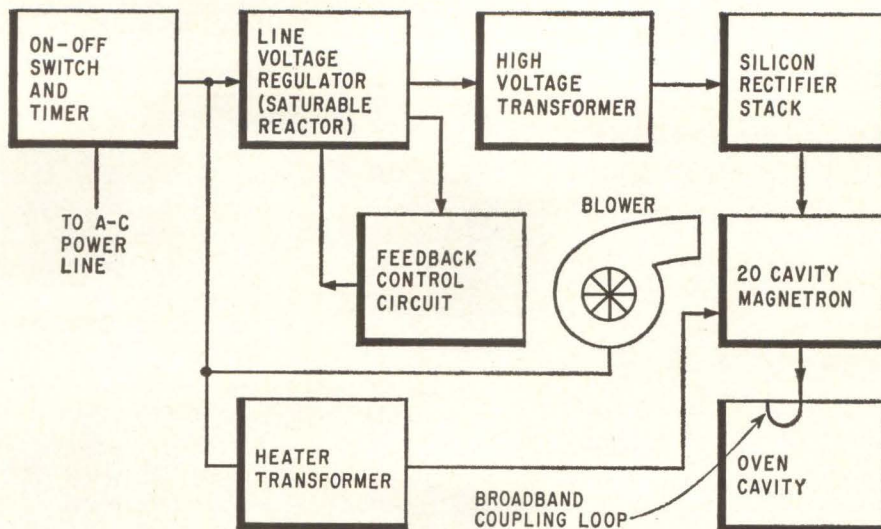 ON-OFF
SWITCH
AND
TIMER
LINE
VOLTAGE
REGULATOR
(SATURABLE
REACTOR)
HIGH
VOLTAGE
TRANSFORMER
SILICON
RECTIFIER
STACK
TO A-C
POWER
LINE
FEEDBACK
CONTROL
CIRCUIT
BLOWER
20 CAVITY
MAGNETRON
HEATER
TRANSFORMER
BROADBAND
COUPLING LOOP
OVEN
CAVITY